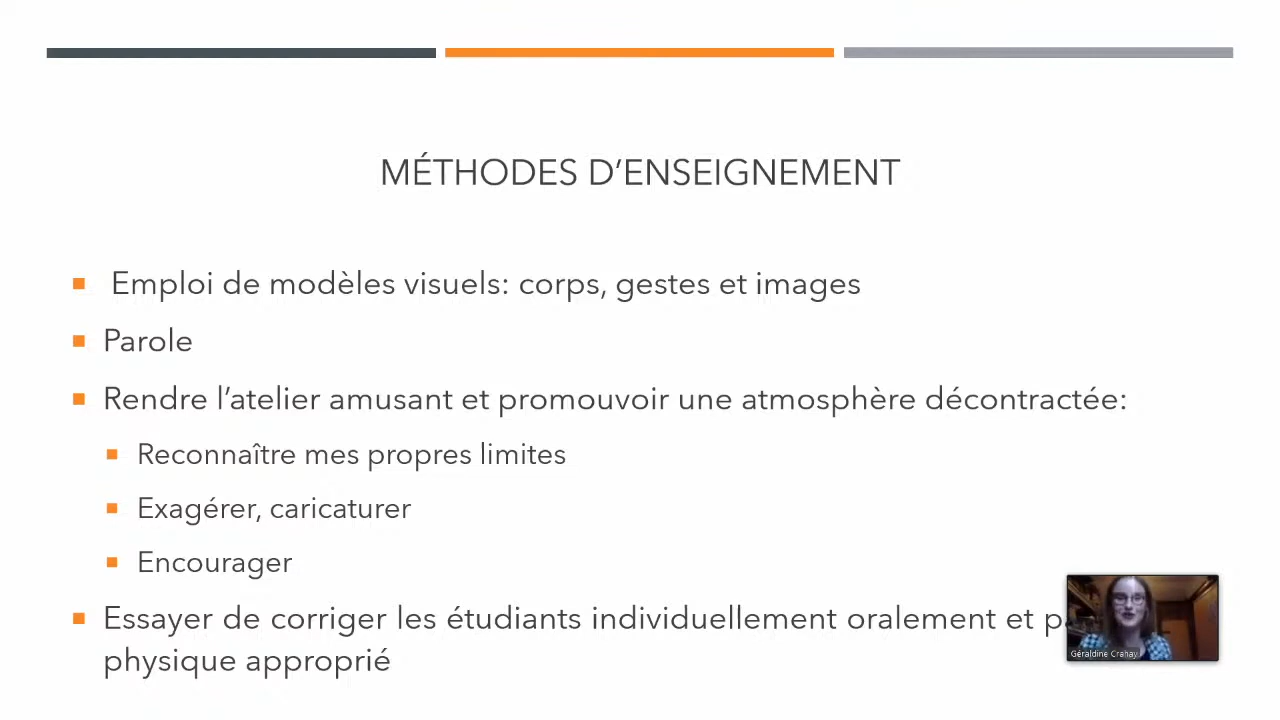 MÉTHODES D’ENSEIGNEMENT
Emploi de modèles visuels: corps, gestes et images
Parole
Rendre l’atelier amusant et promouvoir une atmosphère décontractée:
Reconnaître mes propres limites
Exagérer, caricaturer
Encourager
Essayer de corriger les étudiants individuellement oralement et
physique approprié
Géraldine Crahay